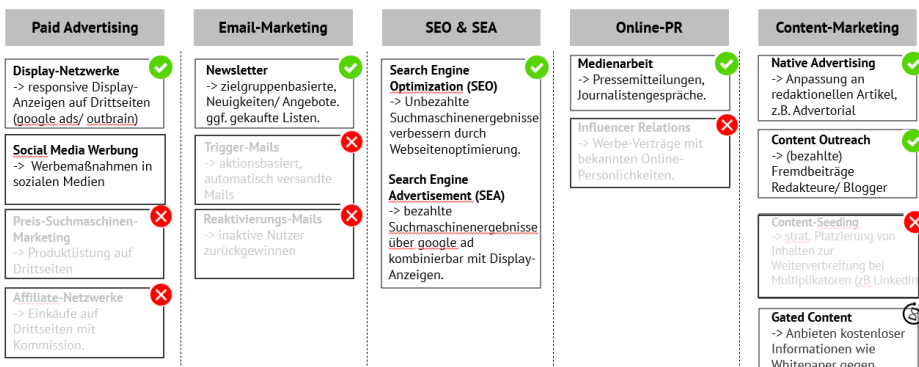 Paid Advertising
Display-Netzwerke
-> responsive Display-
Anzeigen auf Drittseiten
(google ads/ outbrain)
Social Media Werbung
-> Werbemaßnahmen in
sozialen Medien
Preis-Suchmaschinen-
Marketing
-> Produktlistung auf
Drittseiten
Affiliate-Netzwerke
-> Einkäufe auf
Drittseiten mit
Kommission.
Email-Marketing
Newsletter
-> zielgruppenbasierte,
Neuigkeiten/ Angebote.
ggf. gekaufte Listen.
Trigger-Mails
-> aktionsbasiert,
automatisch versandte
Mails
Reaktivierungs-Mails
-> inaktive Nutzer
zurückgewinnen
SEO & SEA
Search Engine
Optimization (SEO)
-> Unbezahlte
Suchmaschinenergebnisse
verbessern durch
Webseitenoptimierung.
Search Engine
Advertisement (SEA)
-> bezahlte
Suchmaschinenergebnisse
über google ad
kombinierbar mit Display-
Anzeigen.
Online-PR
Medienarbeit
-> Pressemitteilungen,
Journalistengespräche.
Influencer Relations
-> Werbe-Verträge mit
bekannten Online-
Persönlichkeiten.
Content-Marketing
Native Advertising
-> Anpassung an
redaktionellen Artikel,
z.B. Advertorial
Content Outreach
-> (bezahlte)
Fremdbeiträge
Redakteure/ Blogger
Content-Seeding
-> strat. Platzierung von
Inhalten zur
Weiterverbreitung bei
Multiplikatoren (zB LinkedIn
Gated Content
-> Anbieten kostenloser
Informationen wie
Whitepaper gegen